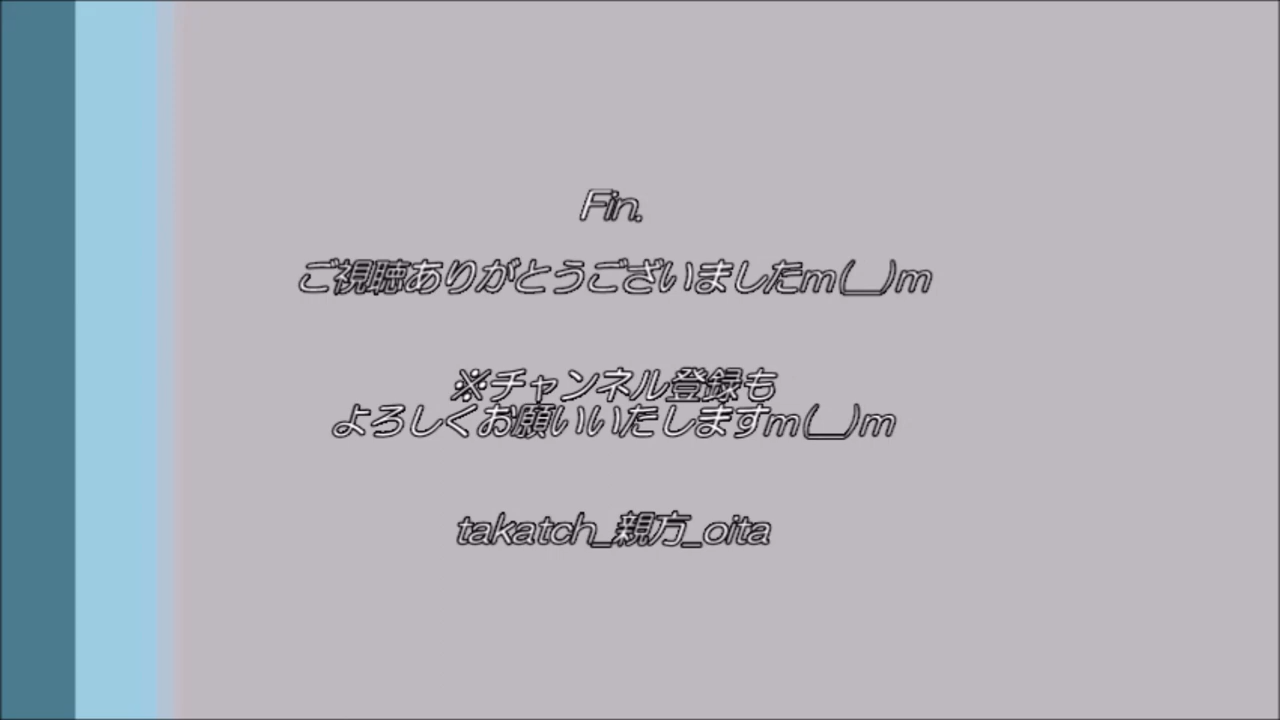 Fin.
ご視聴ありがとうございましたm(__)m
※チャンネル登録も
よろしくお願いいたしますm(__)m
takatch_親方_oita